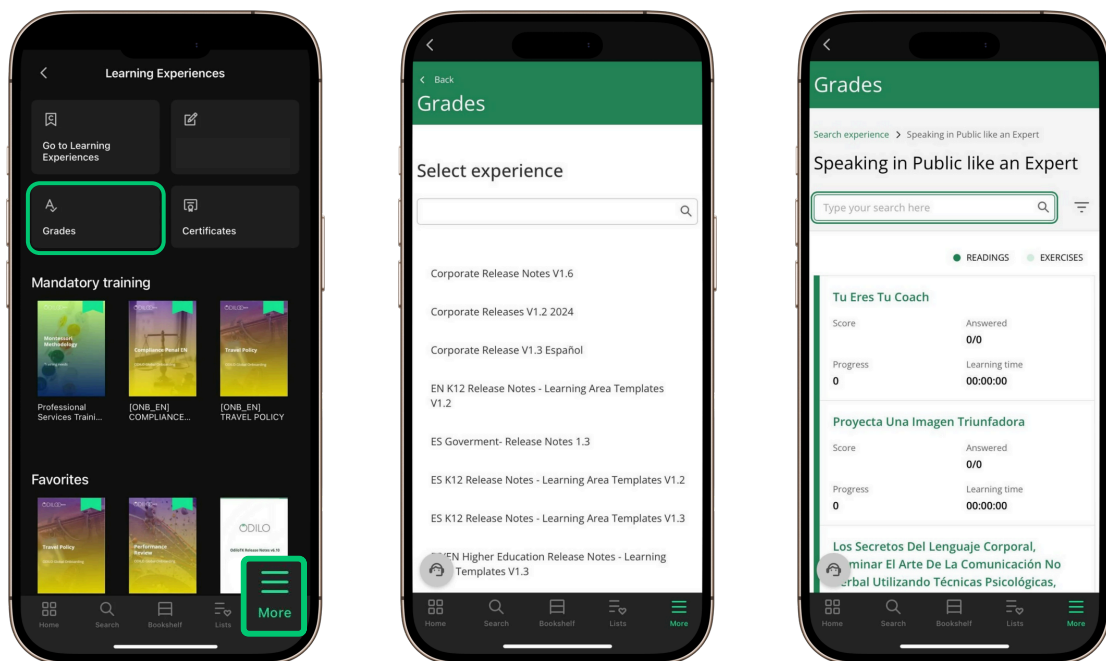 Learning Experiences
Go to Learning
Experiences
Grades
Certificates
Mandatory training
ODILO
ODILO
Montessori
Methodology
Compliance Penal EN
Travel Policy
Professional
Services Traini...
[ONB_EN]
COMPLIANCE...
[ONB_EN]
TRAVEL POLICY
Favorites
ODILO
ODILO
ODILO
Travel Policy
Performance
Review
Home
Search
Bookshelf
Lists
More
Back
Grades
Select experience
Corporate Release Notes V1.6
Corporate Releases V1.2 2024
Corporate Release V1.3 Español
EN K12 Release Notes - Learning Area Templates
V1.2
ES Goverment- Release Notes 1.3
ES K12 Release Notes - Learning Area Templates V1.2
ES K12 Release Notes - Learning Area Templates V1.3
/EN Higher Education Release Notes - Learning
Templates V1.3
Home
Search
Bookshelf
Lists
More
Grades
Search experience > Speaking in Public like an Expert
Speaking in Public like an Expert
Type your search here
READINGS
EXERCISES
Tu Eres Tu Coach
Score
Answered
0/0
Progress
Learning time
0
00:00:00
Proyecta Una Imagen Triunfadora
Score
Answered
0/0
Progress
Learning time
0
00:00:00
Los Secretos Del Lenguaje Corporal,
minar El Arte De La Comunicación No
erbal Utilizando Técnicas Psicológicas,
Home
Search
Bookshelf
Lists
More